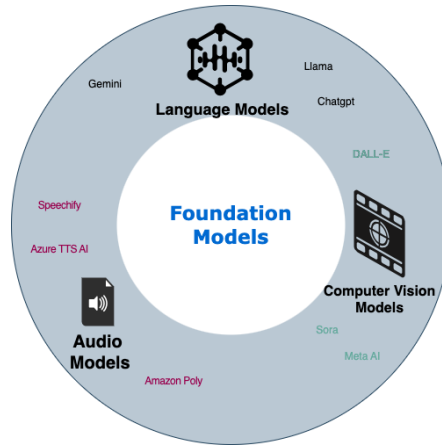 Gemini
Llama
Language Models
Chatgpt
DALL-E
Speechify
Foundation
Models
Azure TTS AI
Computer Vision
Models
Audio
Models
Sora
Meta AI
Amazon Poly